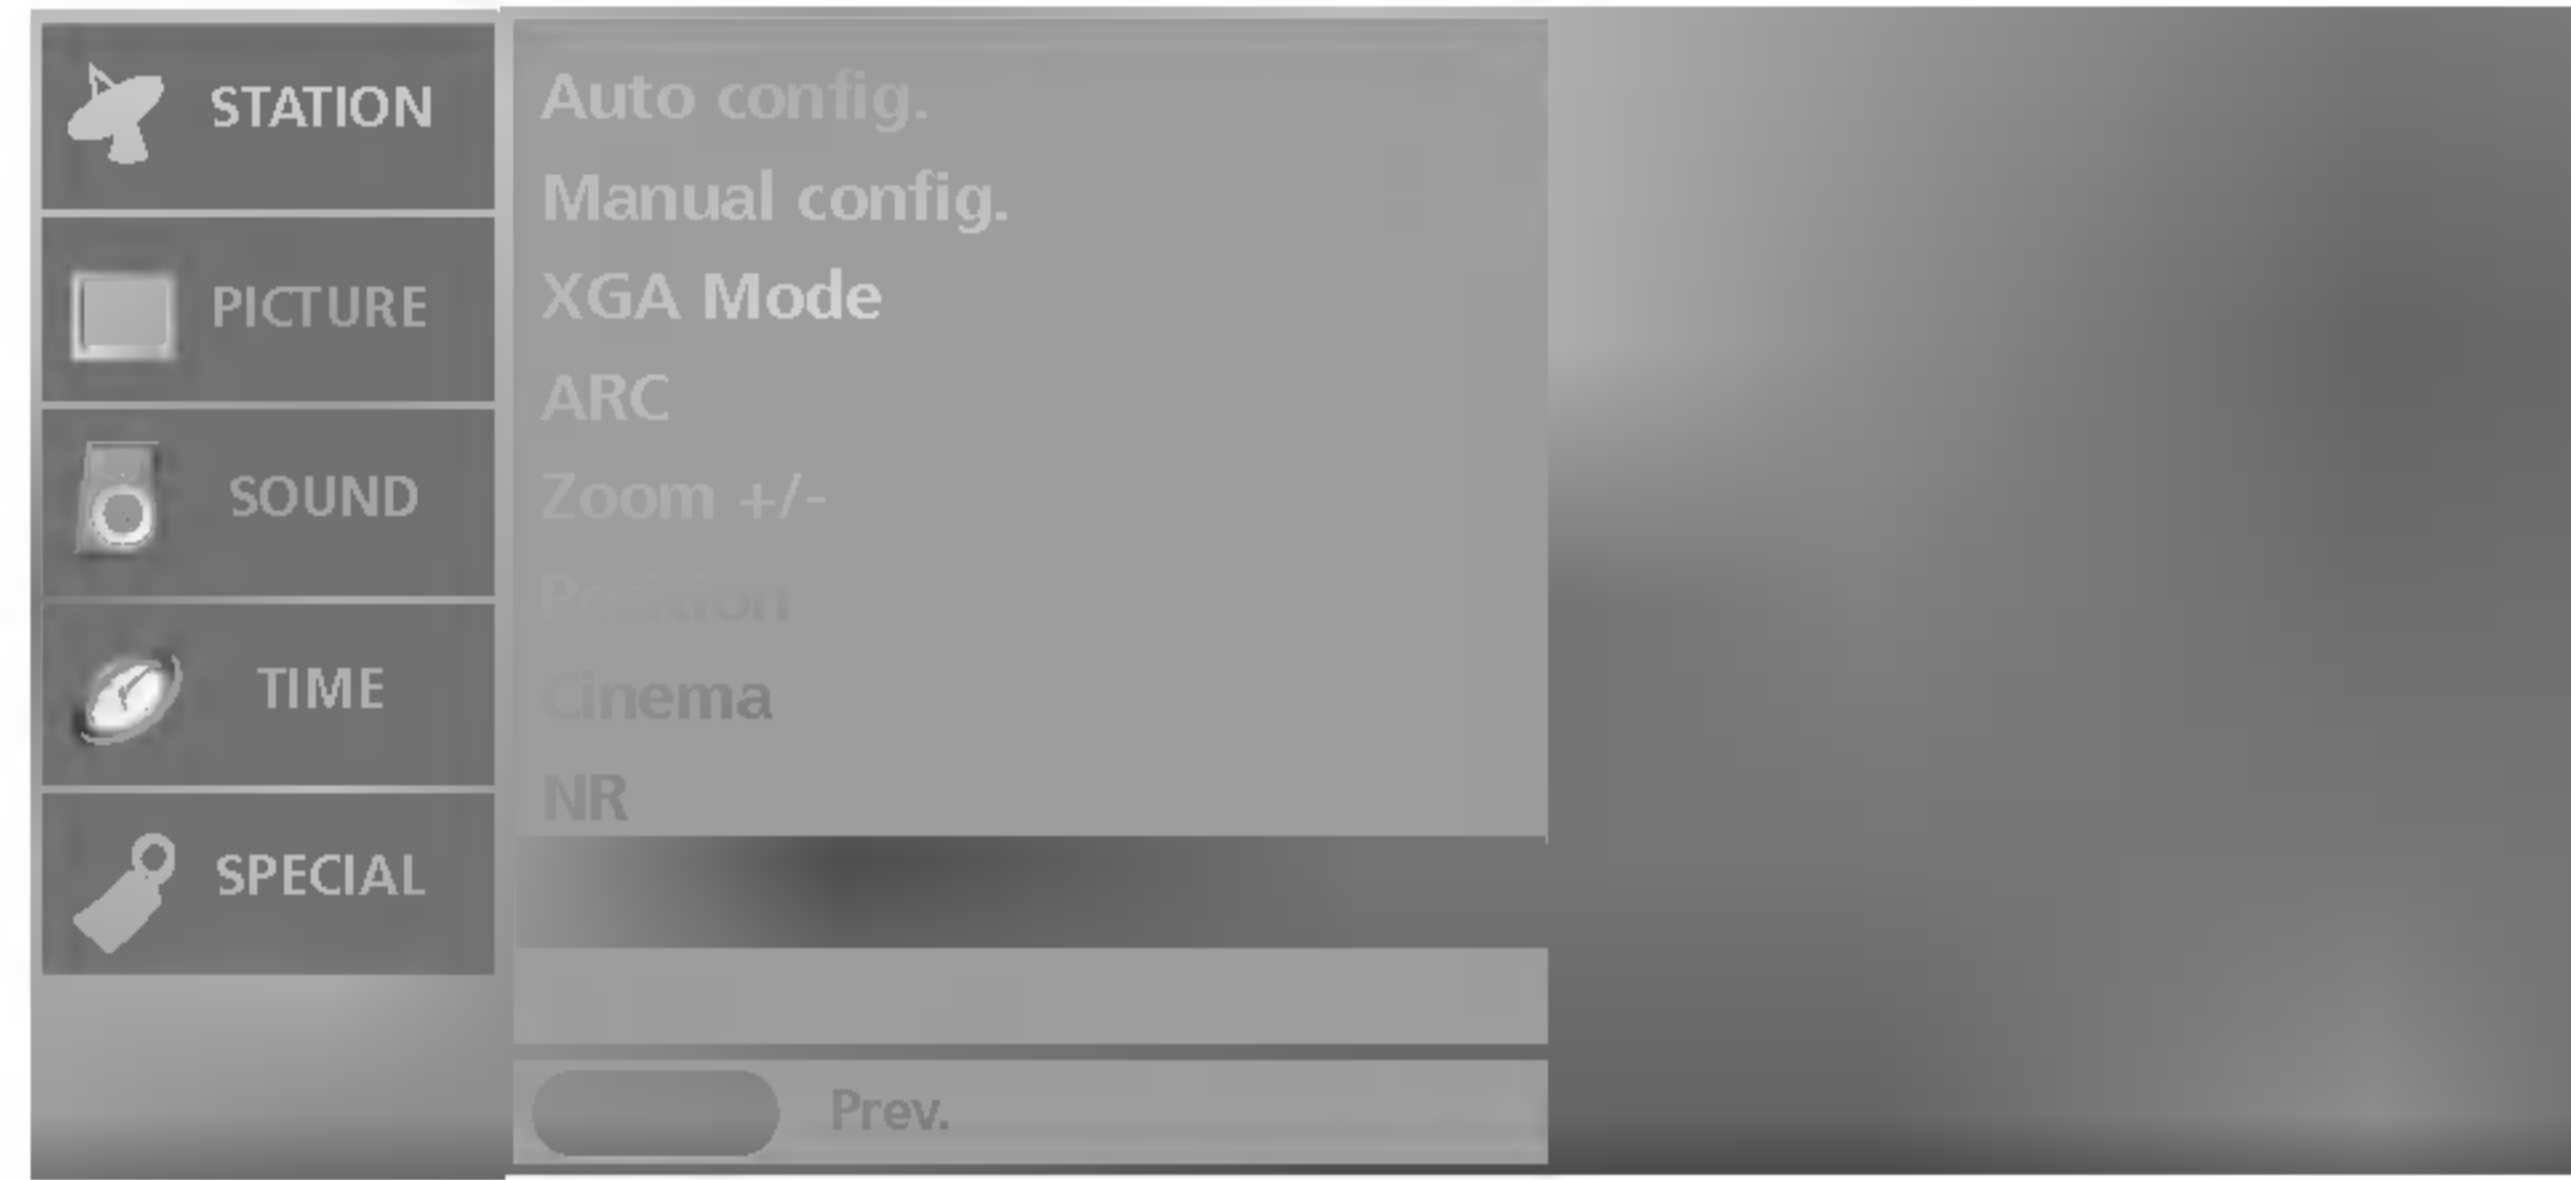 STATION
PICTURE
SOUND
TIME
SPECIAL
Auto config.
Manual config.
XGA Mode
ARC
Zoom +/-
Position
Cinema
NR
Prev.